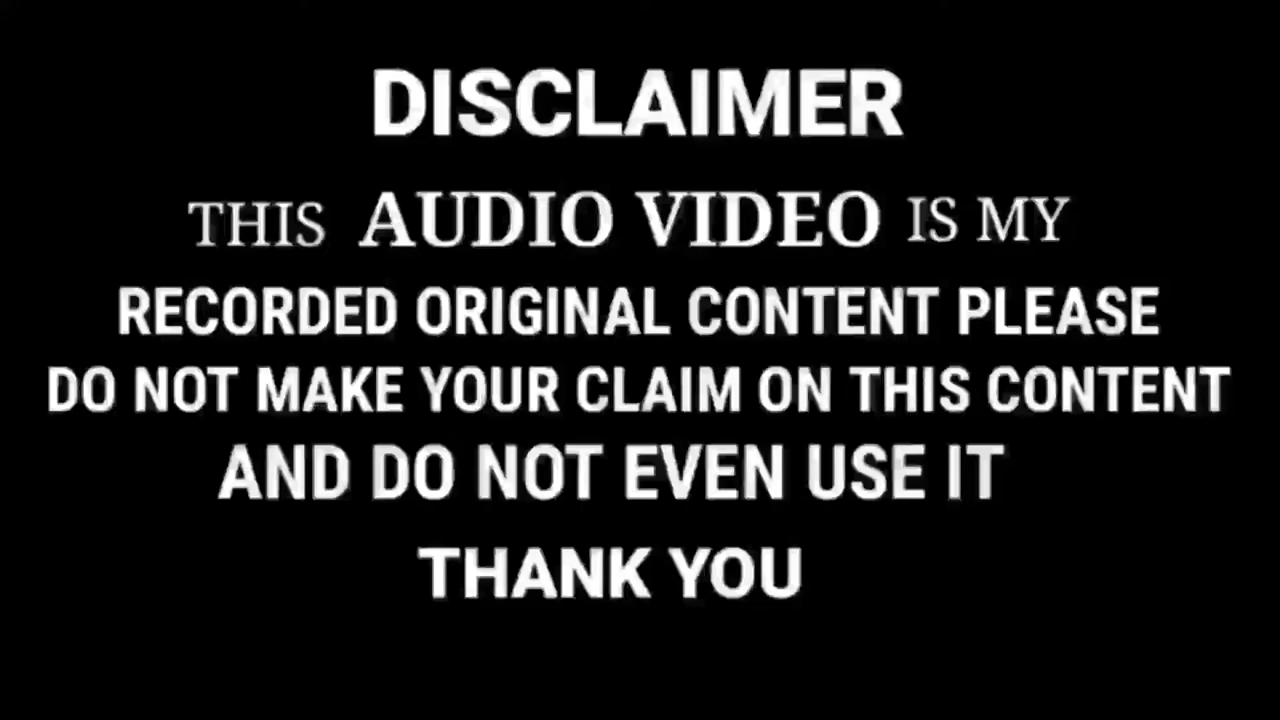 DISCLAIMER
THIS AUDIO VIDEO IS MY
RECORDED ORIGINAL CONTENT PLEASE
DO NOT MAKE YOUR CLAIM ON THIS CONTENT
AND DO NOT EVEN USE IT
THANK YOU